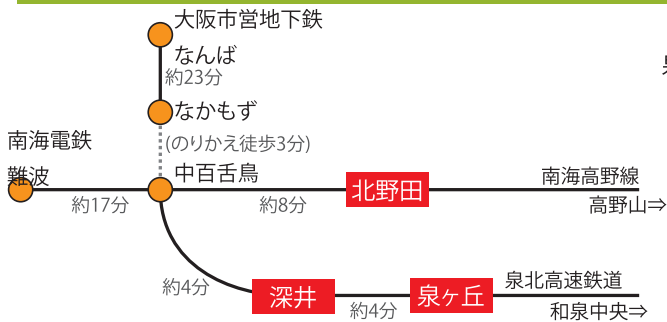 大阪市営地下鉄
なんば
約23分
なかもず
(のりかえ徒歩3分)
南海電鉄
難波
中百舌鳥
約17分
約8分
北野田
南海高野線
高野山⇒
約4分
深井
約4分
泉ヶ丘
泉北高速鉄道
和泉中央⇒